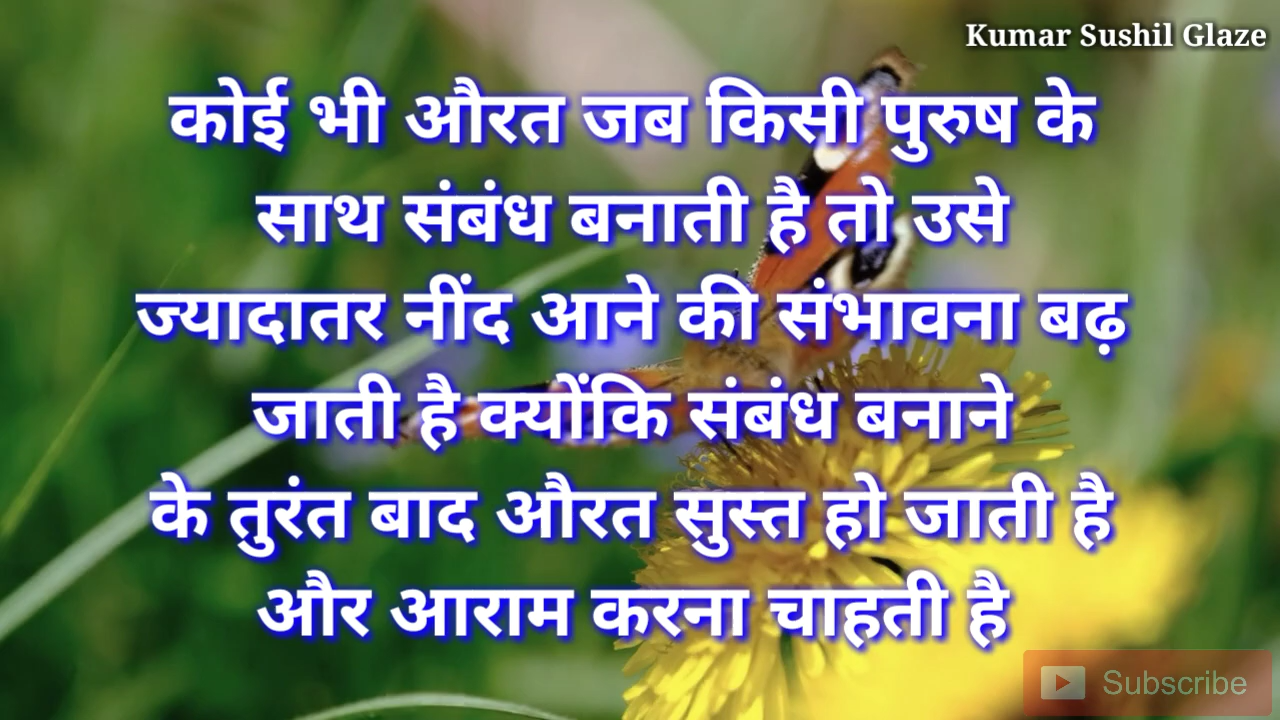 Kumar Sushil Glaze
कोई भी औरत जब किसी पुरुष के
साथ संबंध बनाती है तो उसे
ज्यादातर नींद आने की संभावना बढ़
जाती है क्योंकि संबंध बनाने
के तुरंत बाद औरत सुस्त हो जाती है
और आराम करना चाहती है
Subscribe